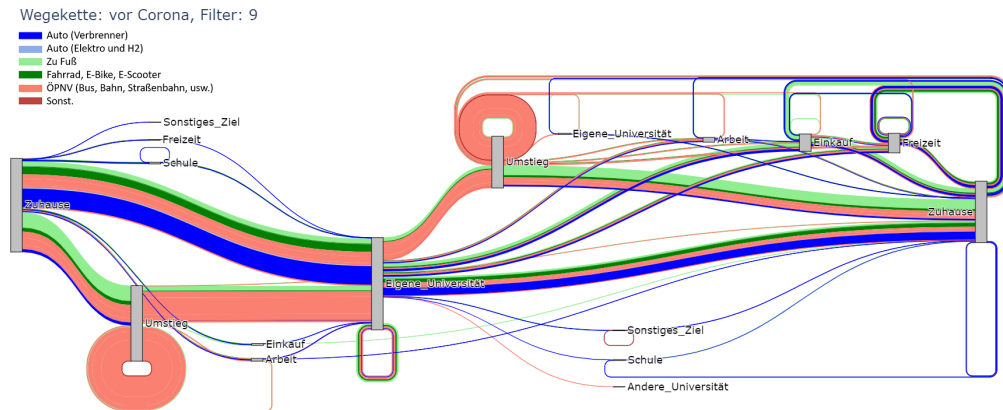 Wegekette: vor Corona, Filter: 9
Auto (Verbrenner)
Auto (Elektro und H2)
Zu Fuß
Fahrrad, E-Bike, E-Scooter
ÖPNV (Bus, Bahn, Straßenbahn, usw.)
Sonst.
Sonstiges_Ziel
Freizeit
Schule
Zuhause
Umstieg
Einkauf
Arbeit
Eigene_Universität
Umstieg
Eigene_Universität
Arbeit
Einkauf
Freizeit
Zuhause
Sonstiges_Ziel
Schule
Andere_Universität